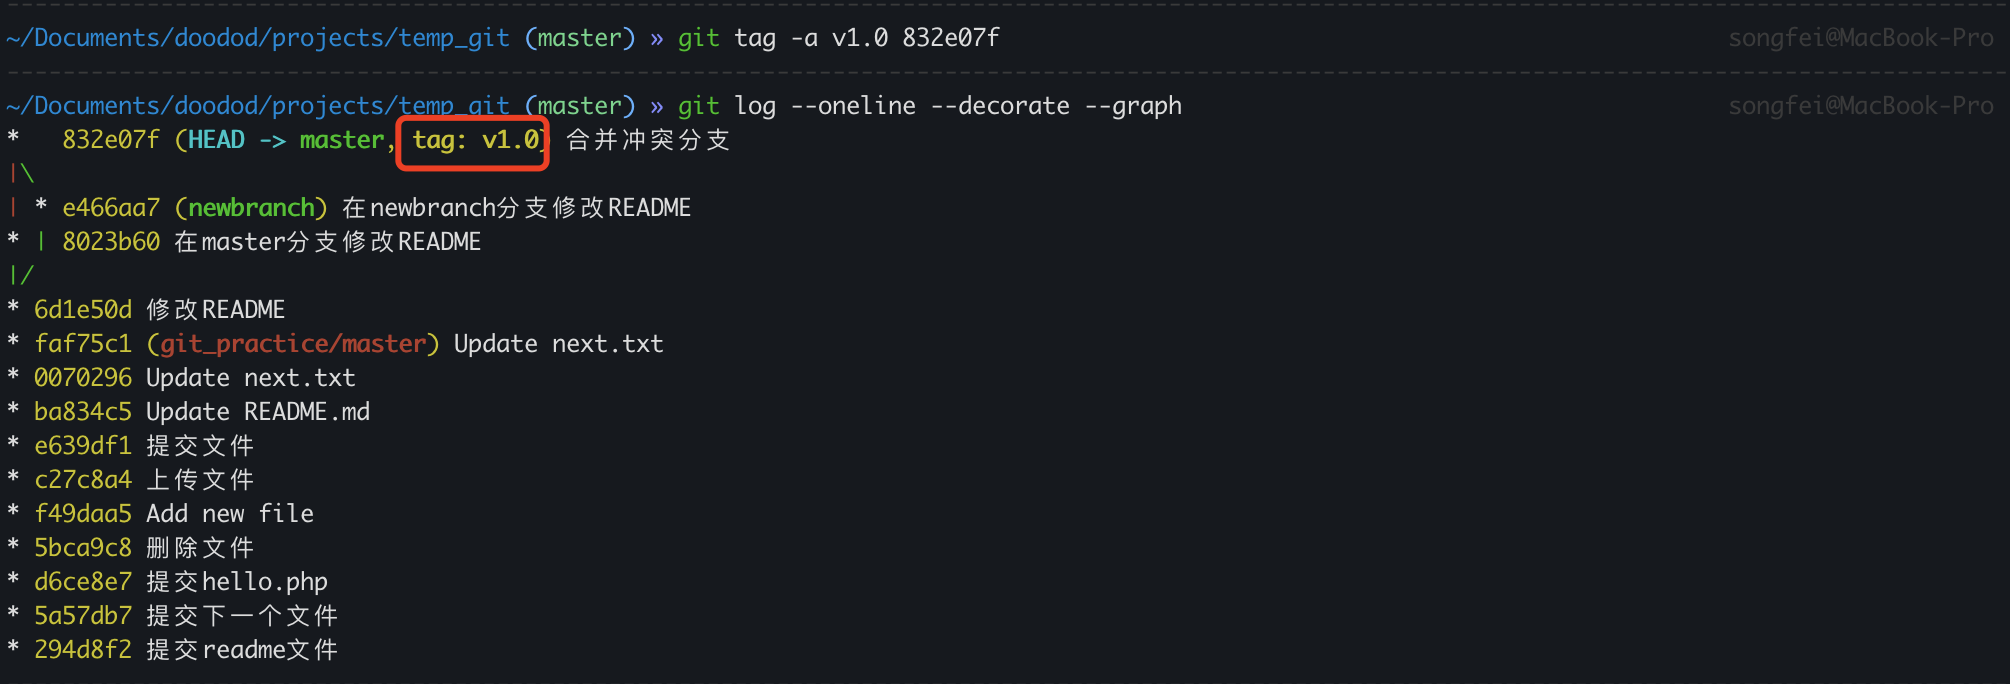 ~/Documents/doodod/projects/temp_git (master) » git tag -a v1.0 832e07f songfei@MacBook-Pro
~/Documents/doodod/projects/temp_git (master) » git log --oneline --decorate --graph songfei@MacBook-Pro
*   832e07f (HEAD -> master, tag: v1.0) 合并冲突分支
|\
| * e466aa7 (newbranch) 在newbranch分支修改README
* | 8023b60 在master分支修改README
|/
* 6d1e50d 修改README
* faf75c1 (git_practice/master) Update next.txt
* 0070296 Update next.txt
* ba834c5 Update README.md
* e639df1 提交文件
* c27c8a4 上传文件
* f49daa5 Add new file
* 5bca9c8 删除文件
* d6ce8e7 提交hello.php
* 5a57db7 提交下一个文件
* 294d8f2 提交readme文件